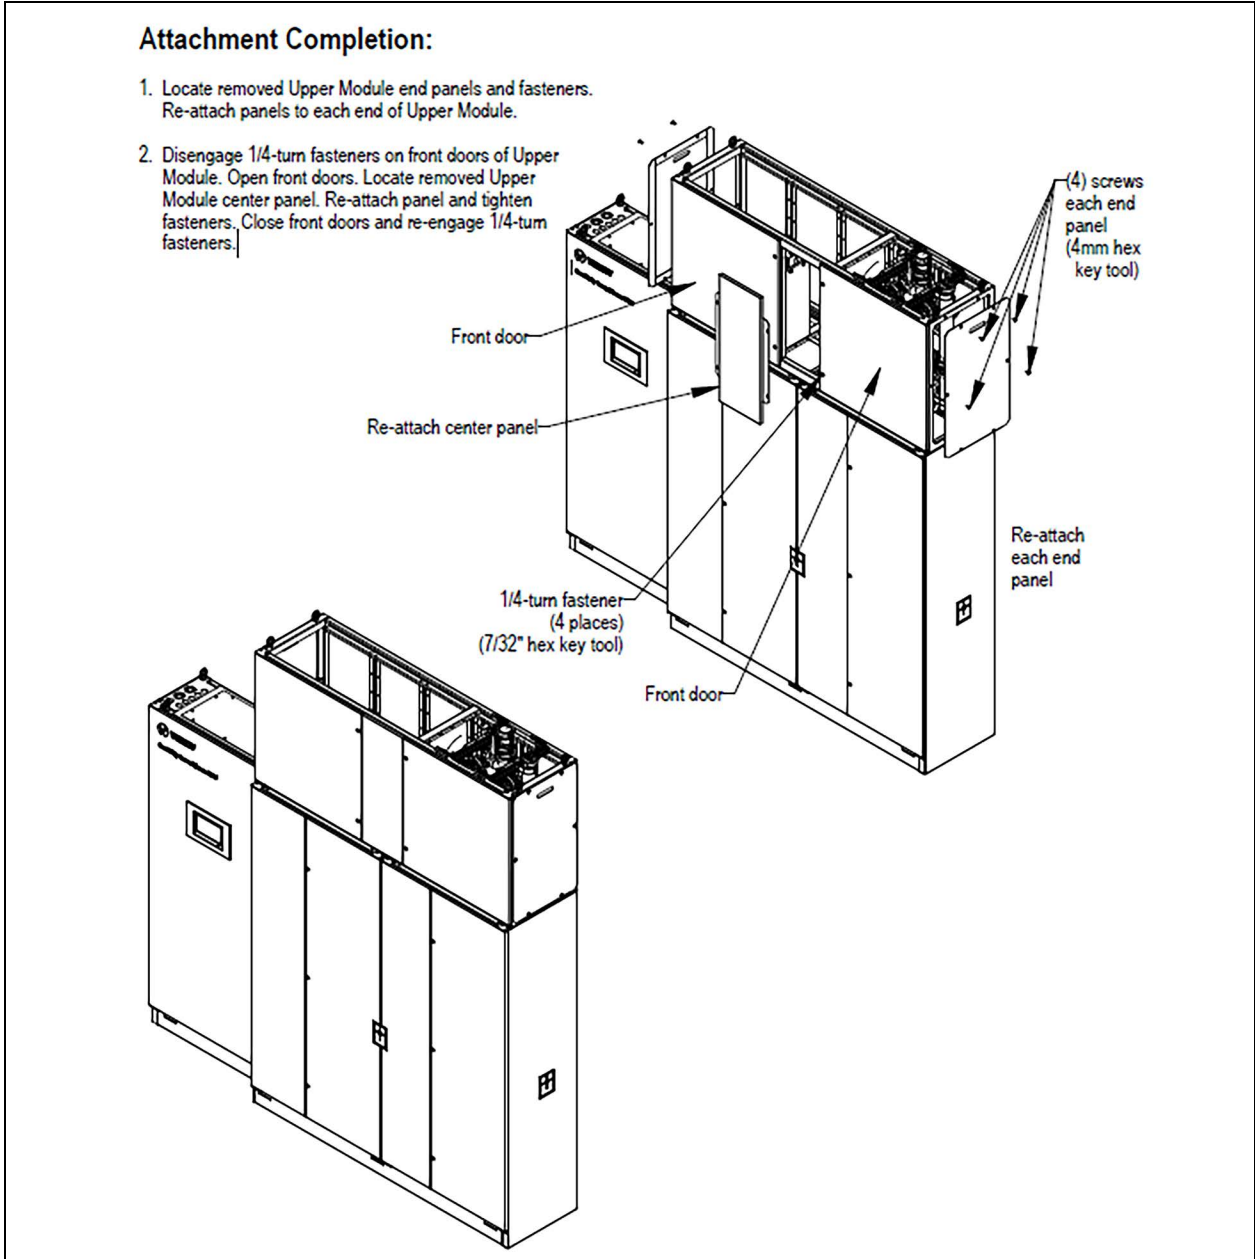 Attachment Completion:
1. Locate removed Upper Module end panels and fasteners.
Re-attach panels to each end of Upper Module.
2. Disengage 1/4-turn fasteners on front doors of Upper
Module. Open front doors. Locate removed Upper
Module center panel. Re-attach panel and tighten
fasteners. Close front doors and re-engage 1/4-turn
fasteners.
(4) screws
each end
panel
(4mm hex
key tool)
Front door
Re-attach center panel
Re-attach
each end
panel
1/4-turn fastener
(4 places)
(7/32" hex key tool)
Front door